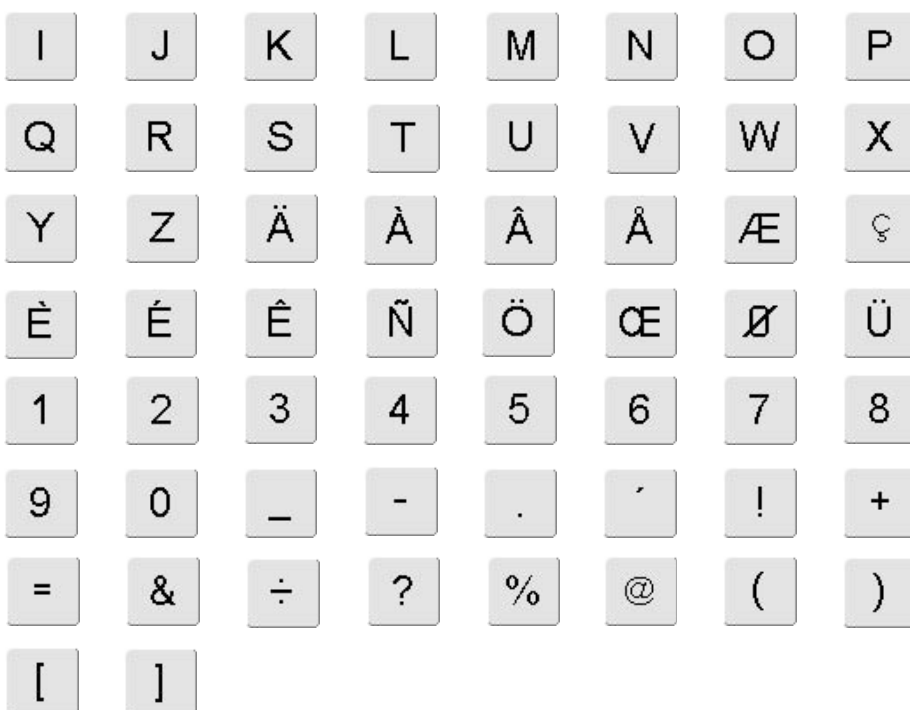 I J K L M N O P
Q R S T U V W X
Y Z Ä À Â Å Æ ç
È É Ê Ñ Ö Œ Ø Ü
1 2 3 4 5 6 7 8
9 0 _ - . ´ ! +
= & ÷ ? % @ ( )
[ ]